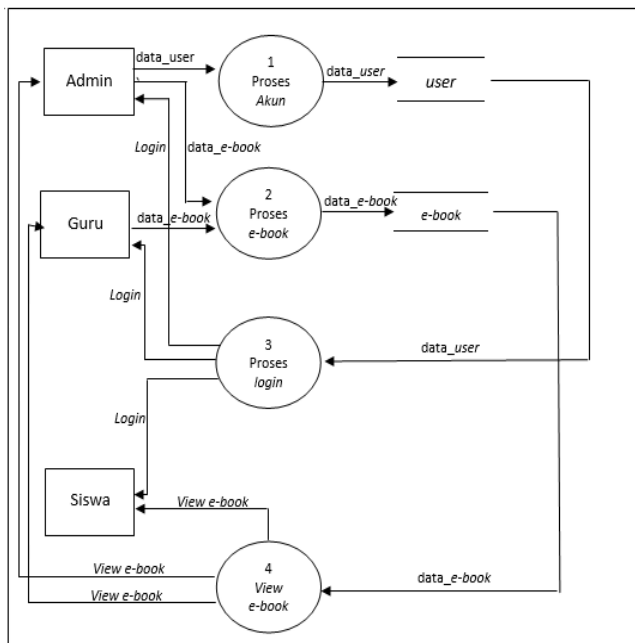 data_user
1
Proses
Akun
data_user
user
Admin
Login
data_e-book
2
Proses
e-book
data_e-book
e-book
Guru
data_e-book
Login
3
Proses
login
data_user
Login
Siswa
View e-book
4
View
e-book
View e-book
View e-book
data_e-book